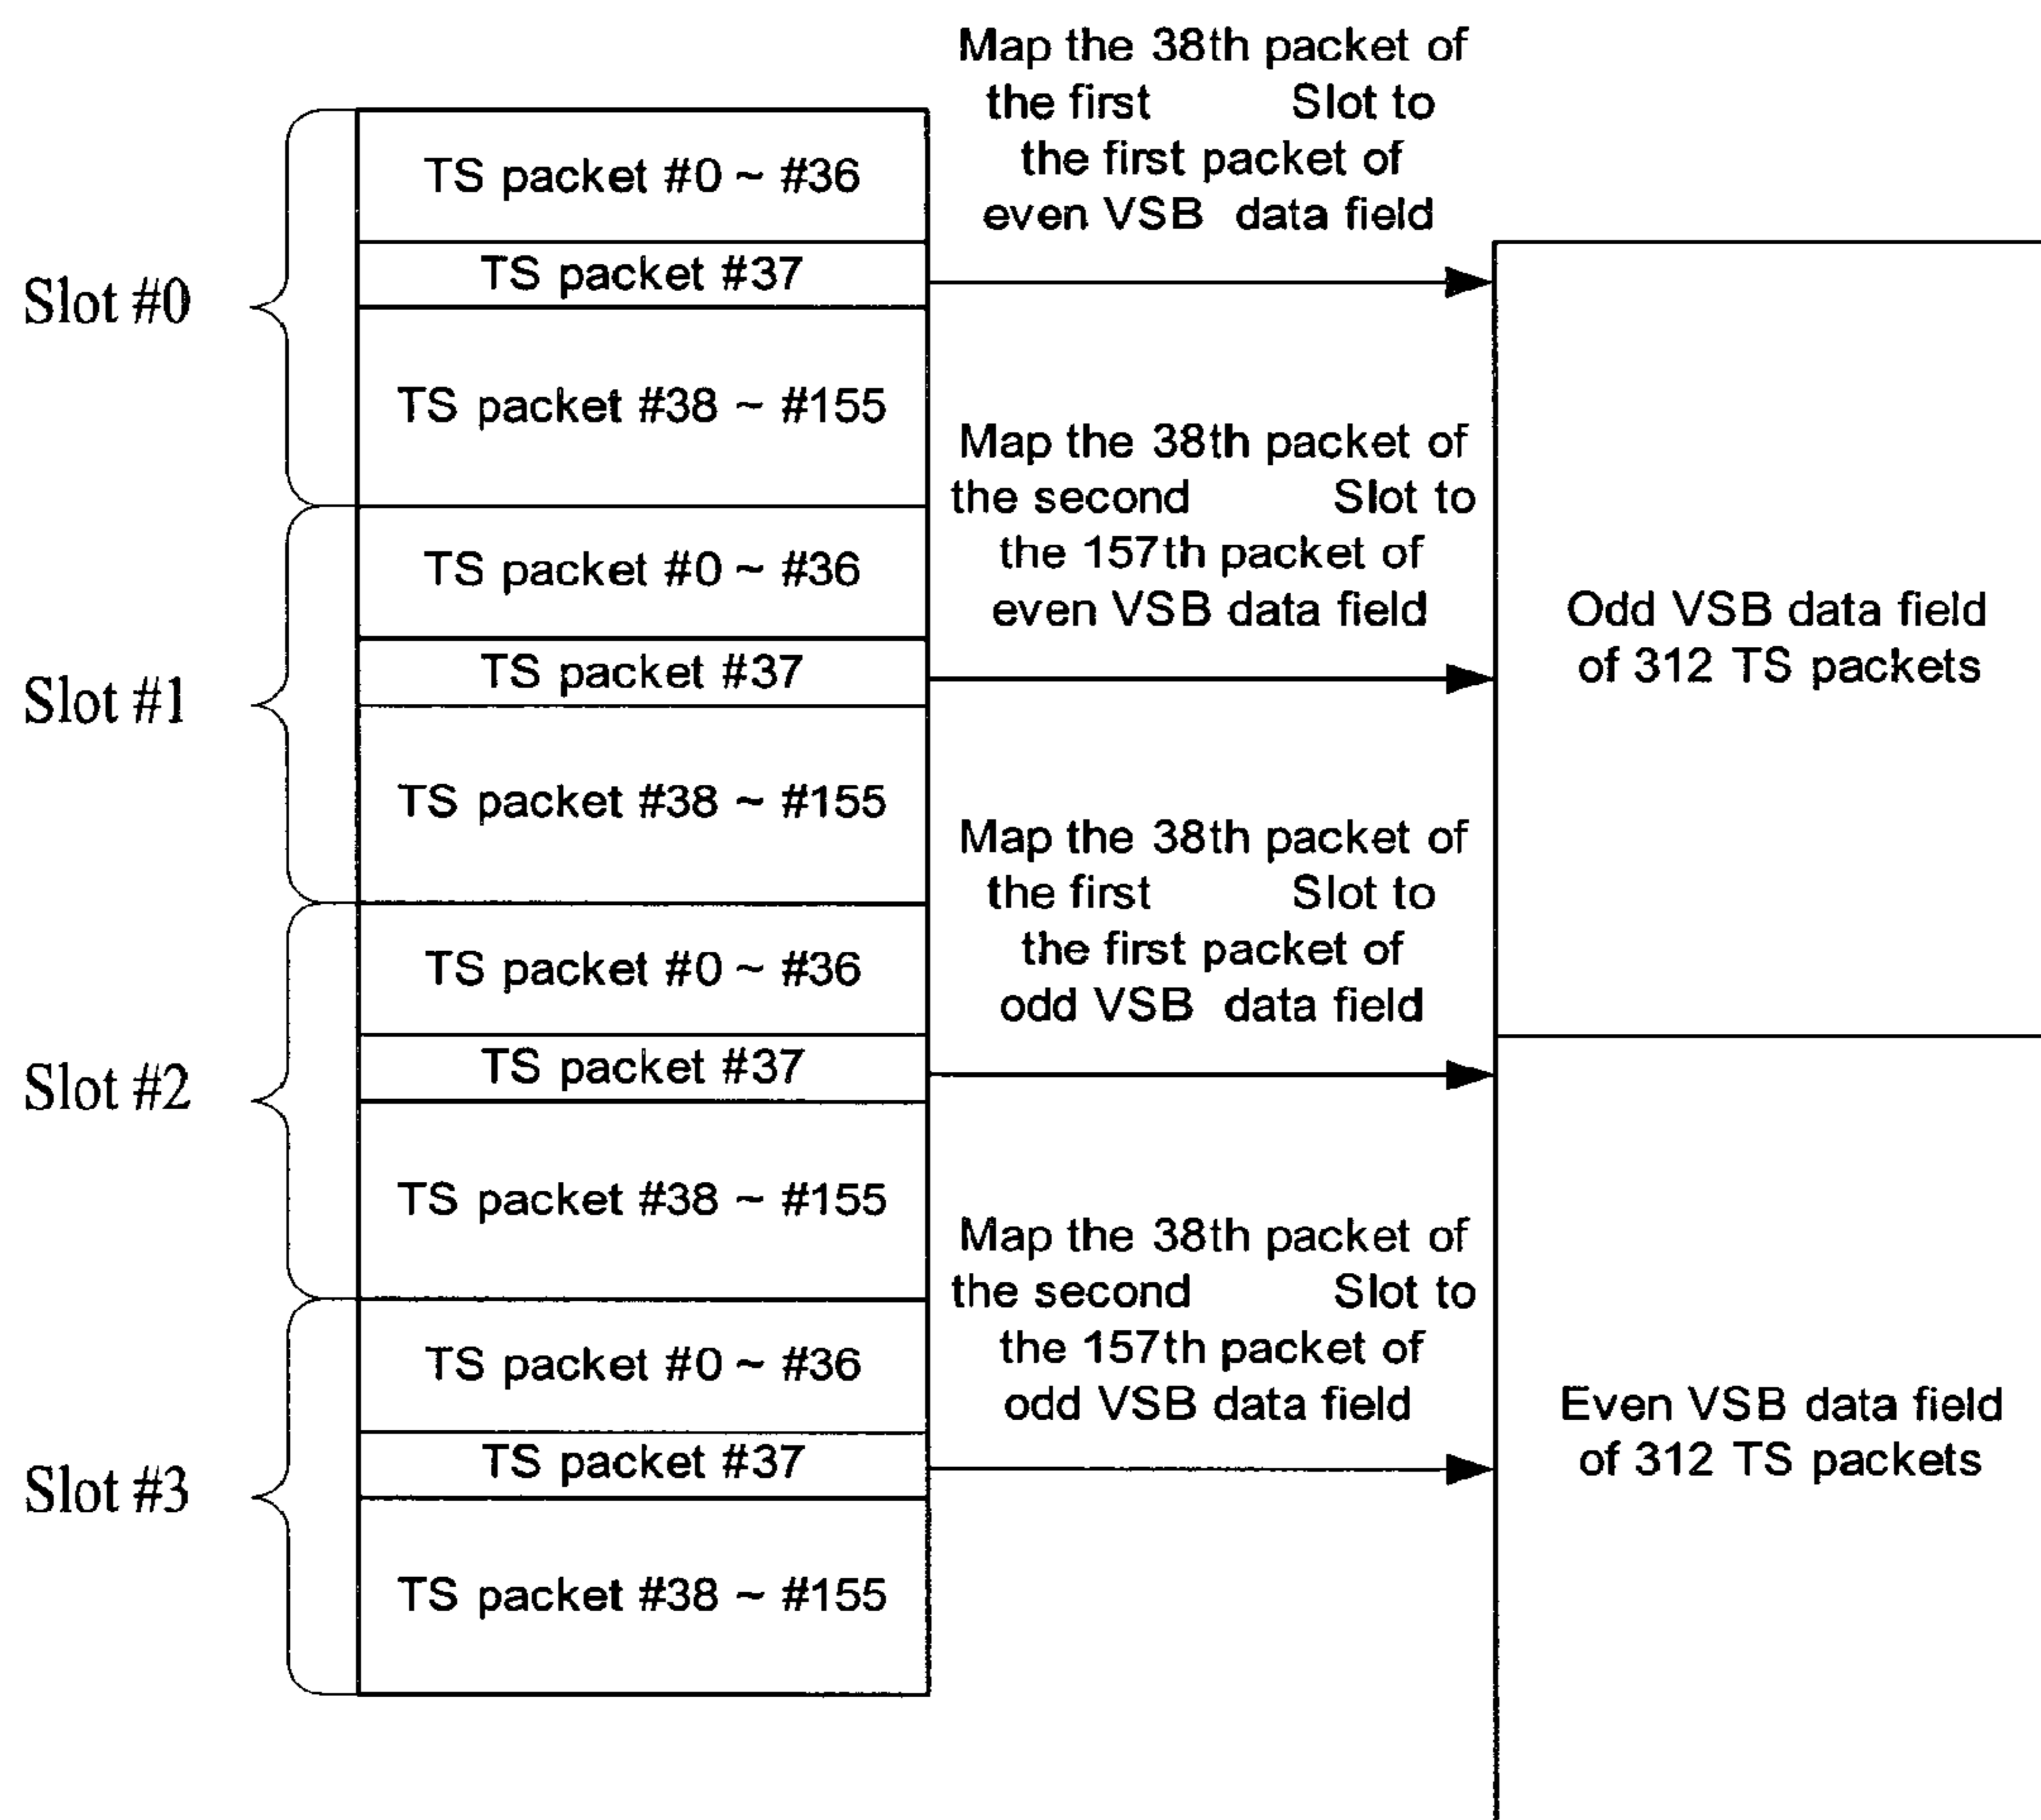 Map the 38th packet of
the first Slot to
the first packet of
even VSB data field
TS packet #0 ~ #36
TS packet #37
Slot #0
TS packet #38 ~ #155
Map the 38th packet of
the second Slot to
the 157th packet of
even VSB data field
TS packet #0 ~ #36
TS packet #37
Slot #1
TS packet #38 ~ #155
Odd VSB data field
of 312 TS packets
Map the 38th packet of
the first Slot to
the first packet of
odd VSB data field
TS packet #0 ~ #36
TS packet #37
Slot #2
TS packet #38 ~ #155
Map the 38th packet of
the second Slot to
the 157th packet of
odd VSB data field
TS packet #0 ~ #36
TS packet #37
Slot #3
TS packet #38 ~ #155
Even VSB data field
of 312 TS packets